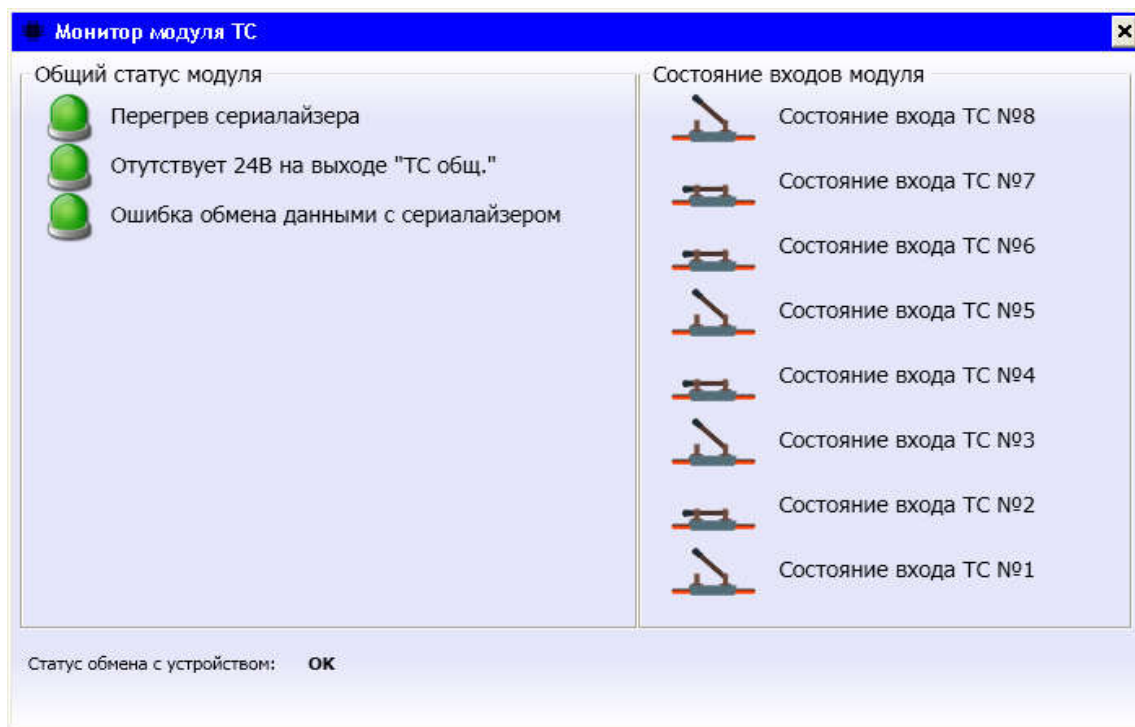 Монитор модуля ТС
Общий статус модуля
Перегрев сериалайзера
Отутствует 24В на выходе "ТС общ."
Ошибка обмена данными с сериалайзером
Состояние входов модуля
Состояние входа ТС №8
Состояние входа ТС №7
Состояние входа ТС №6
Состояние входа ТС №5
Состояние входа ТС №4
Состояние входа ТС №3
Состояние входа ТС №2
Состояние входа ТС №1
Статус обмена с устройством: OK